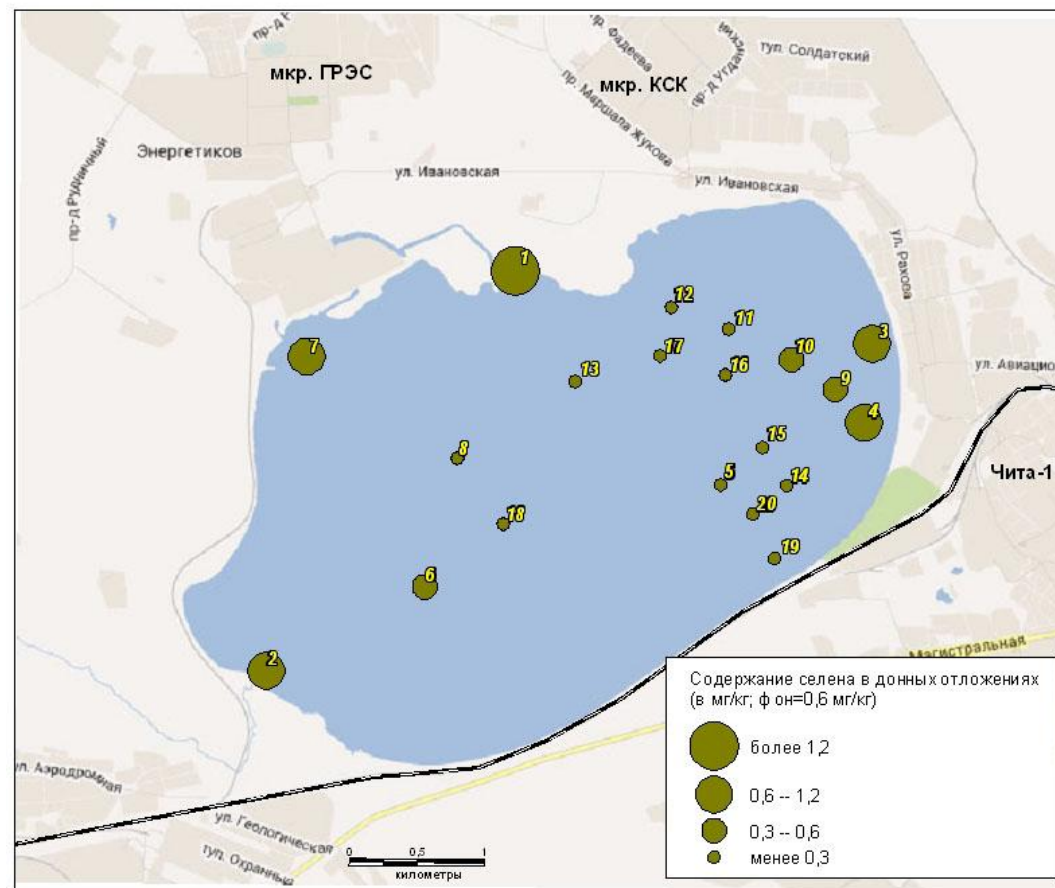 пр-д Рудничный
мкр. ГРЭС
Энергетиков
пр. Фадеева
мкр. КСК
пр-д Угданский
туп. Солдатский
пр. Маршала Жукова
ул. Ивановская
ул. Ивановская
ул. Рахова
ул. Авиацио
Чита-1
1
12
11
3
7
17
10
13
16
9
4
15
8
5
14
18
20
19
6
2
Магистральная
ул. Аэродромная
ул. Геологическая
туп. Охранный
0 0,5 1
километры
Содержание селена в донных отложениях
(в мг/кг; фон=0,6 мг/кг)
более 1,2
0,6 -- 1,2
0,3 -- 0,6
менее 0,3